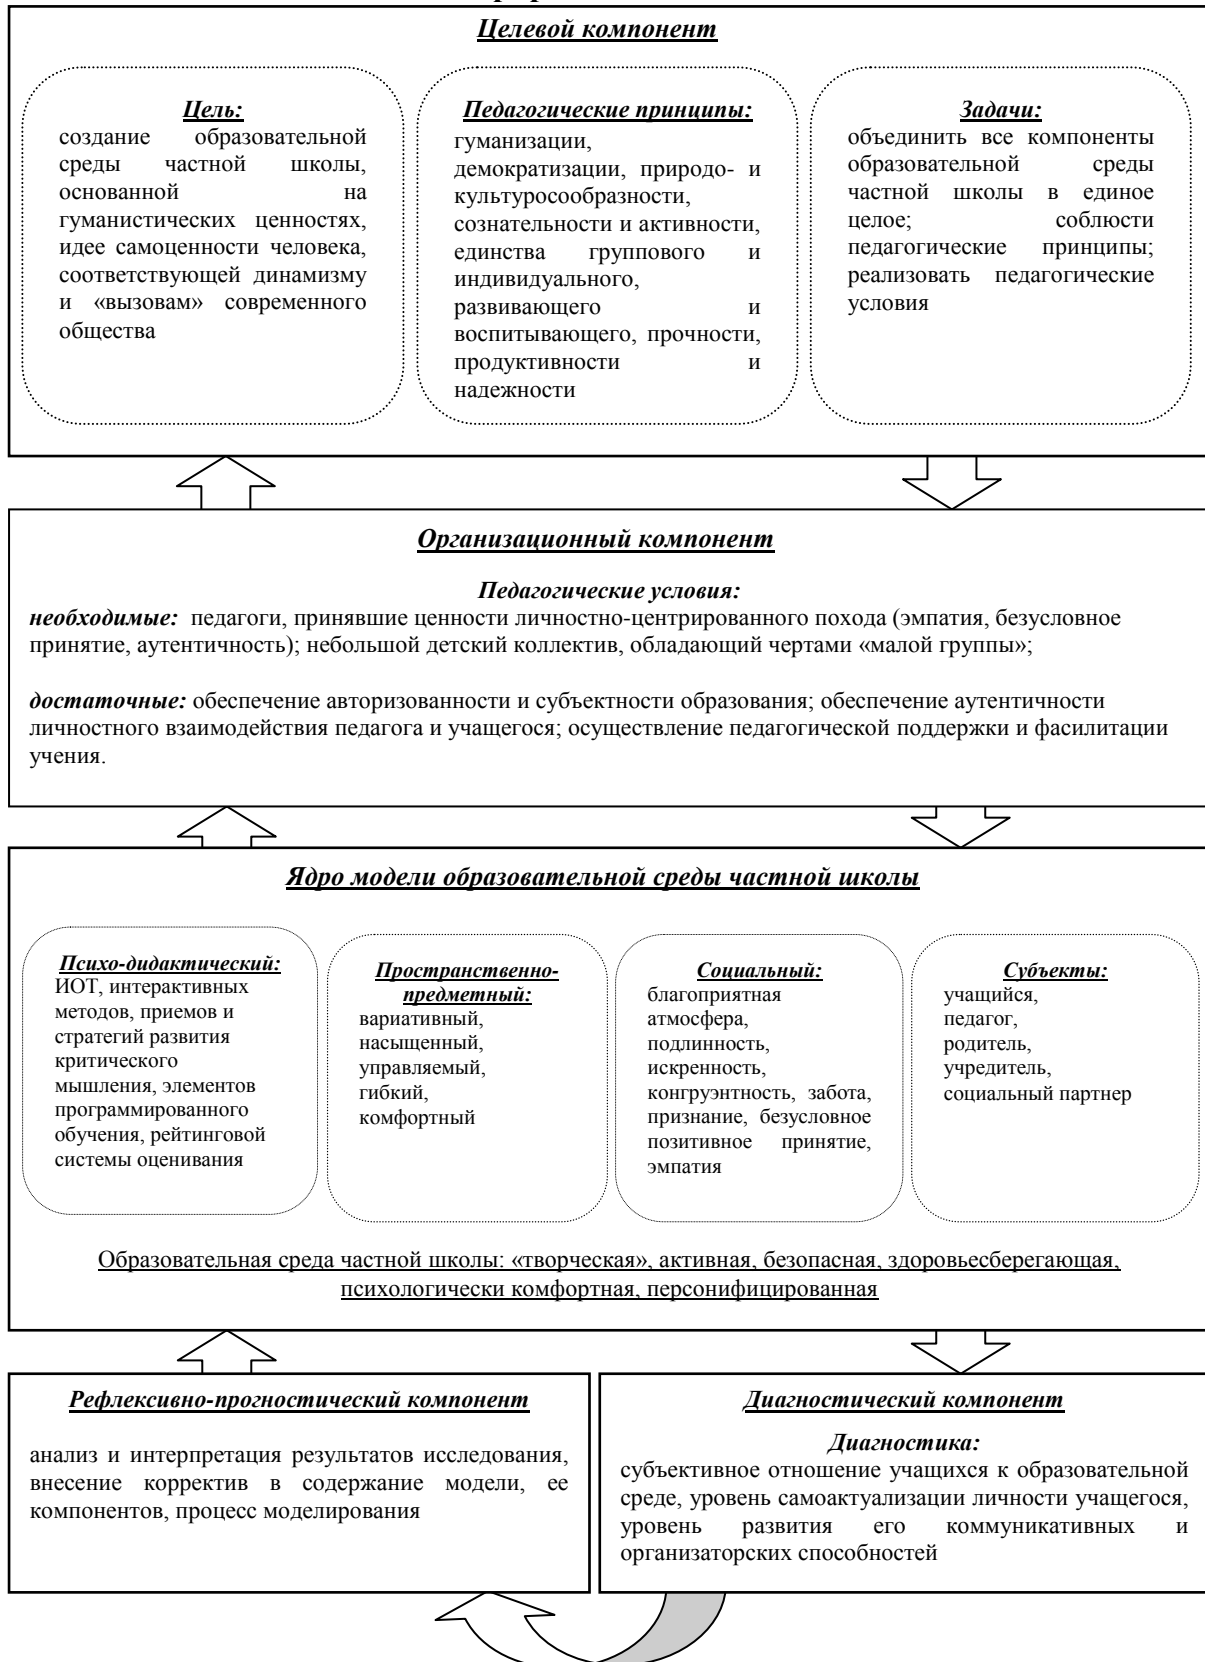 Целевой компонент
Цель:
создание образовательной
среды частной школы,
основанной на
гуманистических ценностях,
идее самоценности человека,
соответствующей динамизму
и «вызовам» современного
общества
Педагогические принципы:
гуманизации,
демократизации, природо- и
культуросообразности,
сознательности и активности,
единства группового и
индивидуального,
развивающего и
воспитывающего, прочности,
продуктивности и
надежности
Задачи:
объединить все компоненты
образовательной среды
частной школы в единое
целое; соблюсти
педагогические принципы;
реализовать педагогические
условия
Организационный компонент
Педагогические условия:
необходимые: педагоги, принявшие ценности личностно-центрированного похода (эмпатия, безусловное
принятие, аутентичность); небольшой детский коллектив, обладающий чертами «малой группы»;
достаточные: обеспечение авторизованности и субъектности образования; обеспечение аутентичности
личностного взаимодействия педагога и учащегося; осуществление педагогической поддержки и фасилитации
учения.
Ядро модели образовательной среды частной школы
Психо-дидактический:
ИОТ, интерактивных
методов, приемов и
стратегий развития
критического
мышления, элементов
программированного
обучения, рейтинговой
системы оценивания
Пространственно-
предметный:
вариативный,
насыщенный,
управляемый,
гибкий,
комфортный
Социальный:
благоприятная
атмосфера,
подлинность,
искренность,
конгруэнтность, забота,
признание, безусловное
позитивное принятие,
эмпатия
Субъекты:
учащийся,
педагог,
родитель,
учредитель,
социальный партнер
Образовательная среда частной школы: «творческая», активная, безопасная, здоровьесберегающая,
психологически комфортная, персонифицированная
Рефлексивно-прогностический компонент
анализ и интерпретация результатов исследования,
внесение корректив в содержание модели, ее
компонентов, процесс моделирования
Диагностический компонент
Диагностика:
субъективное отношение учащихся к образовательной
среде, уровень самоактуализации личности учащегося,
уровень развития его коммуникативных и
организаторских способностей